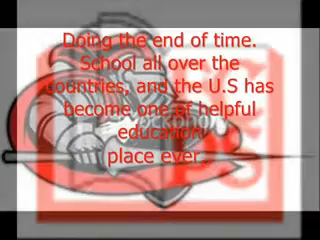 Doing the end of time.
School all over the
countries, and the U.S has
become one of helpful
education
place ever.